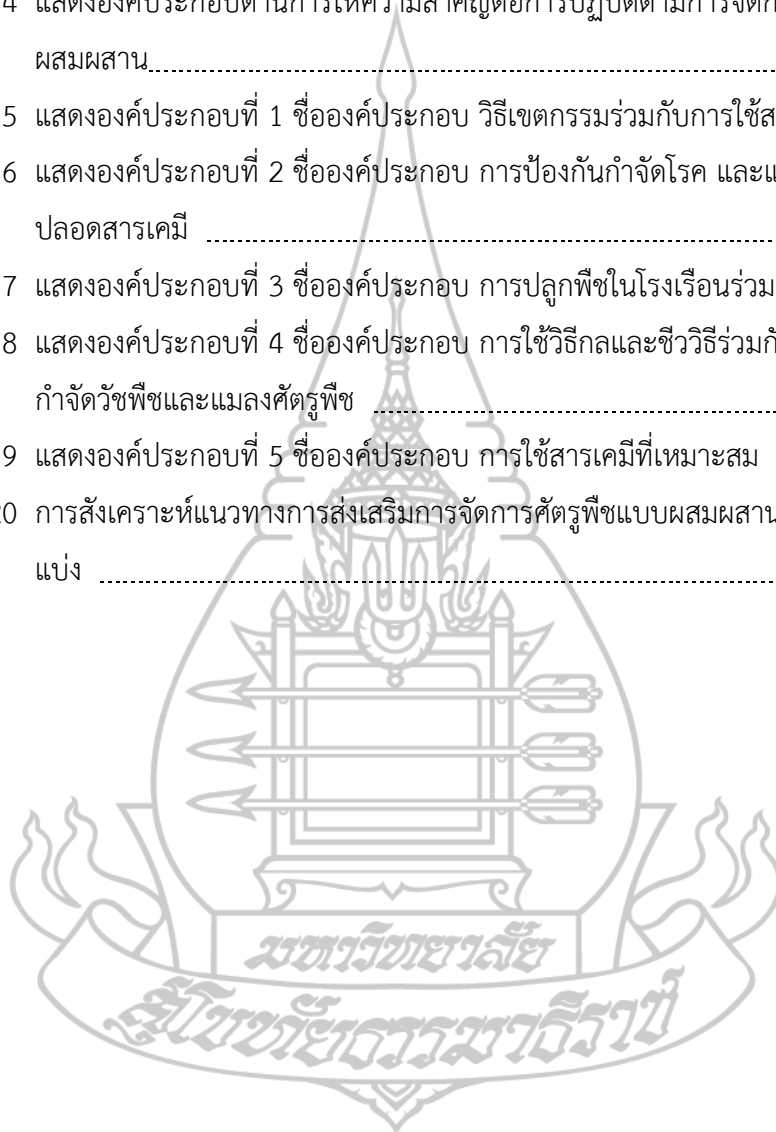 4 แสดงองค์ประกอบด้านการให้ความสำคัญต่อการปฏิบัติตามการจัดก
ผสมผสาน
5 แสดงองค์ประกอบที่ 1 ชื่อองค์ประกอบ วิธีเขตกรรมร่วมกับการใช้ส
6 แสดงองค์ประกอบที่ 2 ชื่อองค์ประกอบ การป้องกันกำจัดโรค และแ
ปลอดสารเคมี
7 แสดงองค์ประกอบที่ 3 ชื่อองค์ประกอบ การปลูกพืชในโรงเรือนร่วม
8 แสดงองค์ประกอบที่ 4 ชื่อองค์ประกอบ การใช้วิธีกลและชีววิธีร่วมกั
กำจัดวัชพืชและแมลงศัตรูพืช
9 แสดงองค์ประกอบที่ 5 ชื่อองค์ประกอบ การใช้สารเคมีที่เหมาะสม
20 การสังเคราะห์แนวทางการส่งเสริมการจัดการศัตรูพืชแบบผสมผสาน
แบ่ง
มหาวิทยาลัย
สุโขทัยธรรมาธิราช